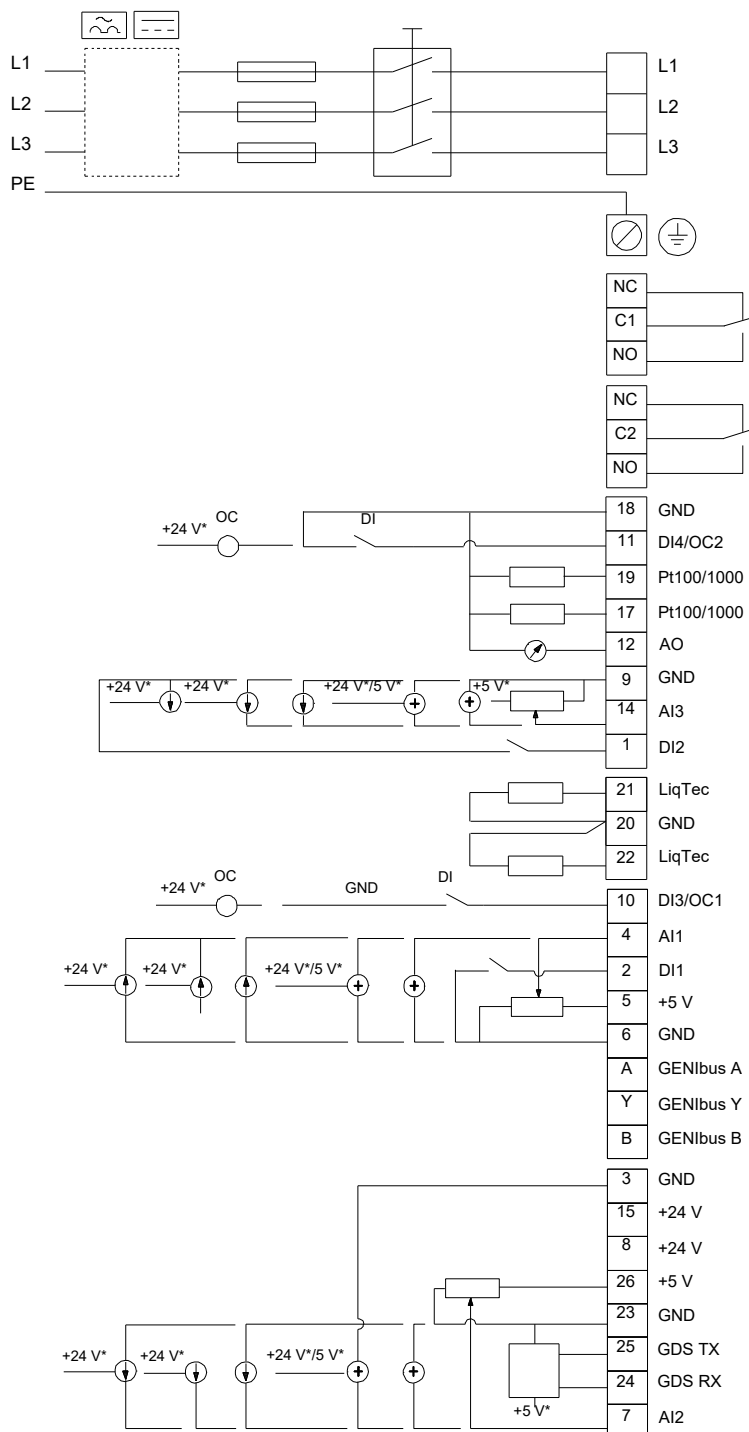 L1 L1
L2 L2
L3 L3
PE
NC
C1
NO
NC
C2
NO
18 GND
+24 V* OC DI 11 DI4/OC2
19 Pt100/1000
17 Pt100/1000
12 AO
9 GND
+24 V* +24 V* +24 V*/5 V* +5 V*
14 AI3
1 DI2
21 LiqTec
20 GND
22 LiqTec
+24 V* OC GND DI 10 DI3/OC1
4 AI1
+24 V* +24 V* +24 V*/5 V* 2 DI1
5 +5 V
6 GND
A GENIbus A
Y GENIbus Y
B GENIbus B
3 GND
15 +24 V
8 +24 V
26 +5 V
23 GND
+24 V* +24 V* +24 V*/5 V* 25 GDS TX
24 GDS RX
+5 V*
7 AI2